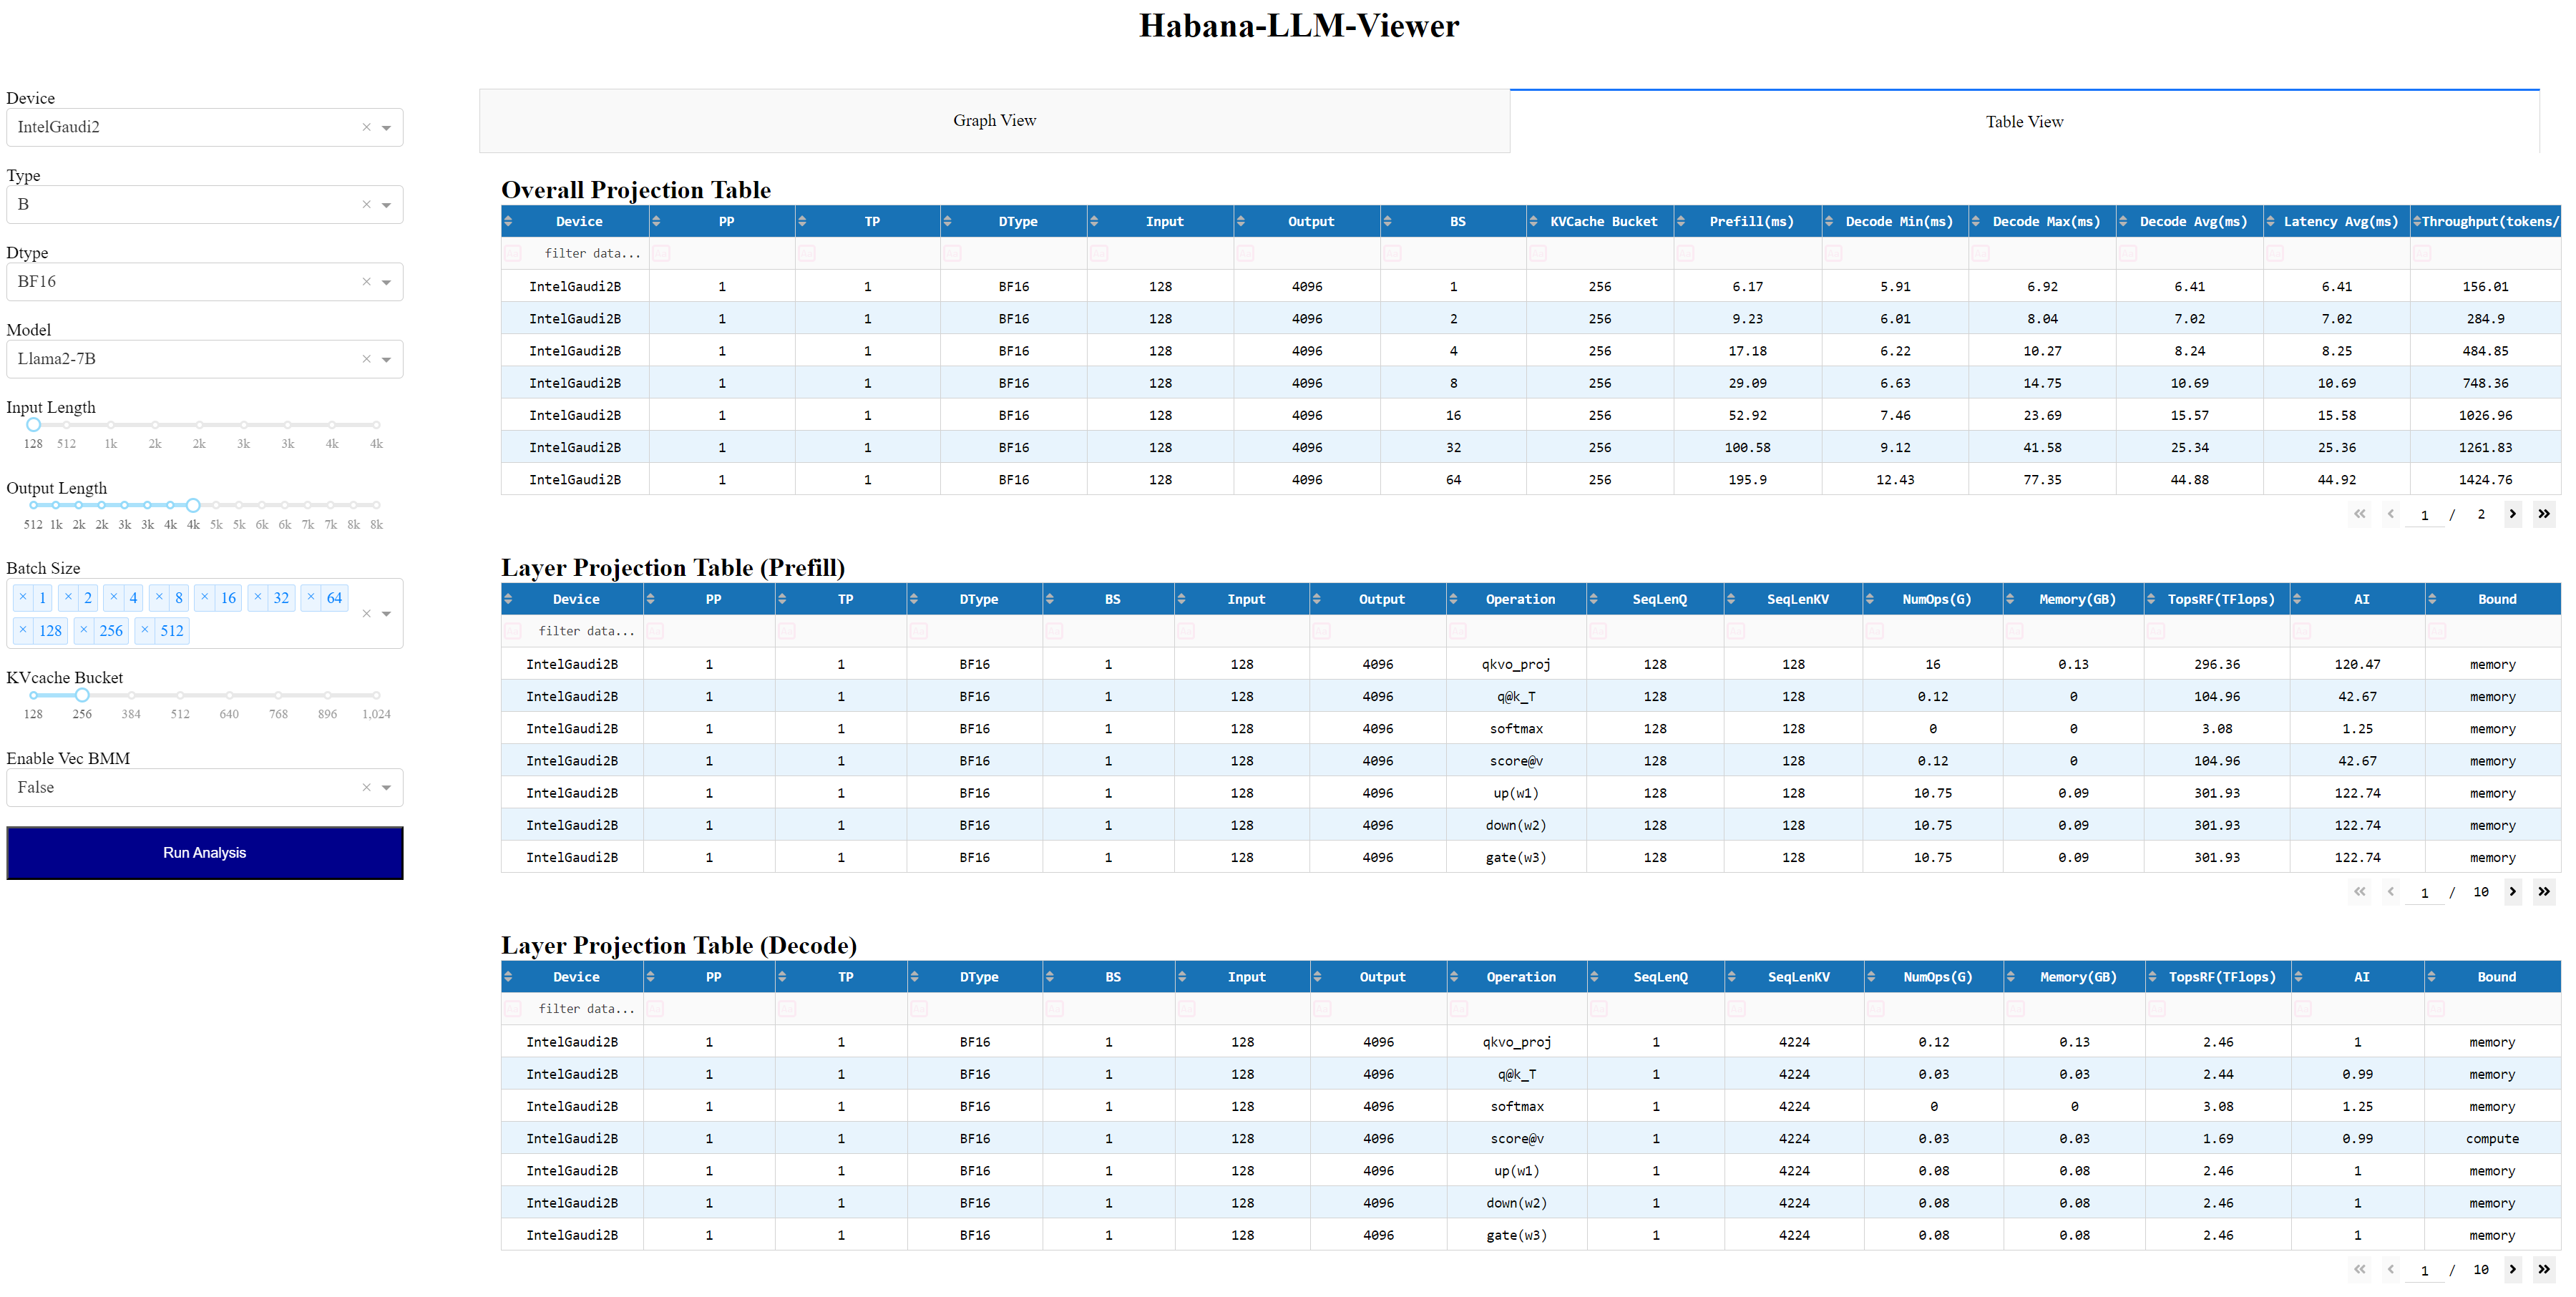 Habana-LLM-Viewer
Device
IntelGaudi2
Type
B
Dtype
BF16
Model
Llama2-7B
Input Length
128 512 1k 2k 2k 3k 3k 4k 4k
Output Length
512 1k 2k 2k 3k 3k 4k 4k 5k 5k 6k 6k 7k 7k 8k 8k
Batch Size
× 1 × 2 × 4 × 8 × 16 × 32 × 64
× 128 × 256 × 512
KVcache Bucket
128 256 384 512 640 768 896 1,024
Enable Vec BMM
False
Run Analysis
Graph View Table View
Overall Projection Table
Device PP TP DType Input Output BS KVCache Bucket Prefill(ms) Decode Min(ms) Decode Max(ms) Decode Avg(ms) Latency Avg(ms) Throughput(tokens/
filter data...
IntelGaudi2B 1 1 BF16 128 4096 1 256 6.17 5.91 6.92 6.41 6.41 156.01
IntelGaudi2B 1 1 BF16 128 4096 2 256 9.23 6.01 8.04 7.02 7.02 284.9
IntelGaudi2B 1 1 BF16 128 4096 4 256 17.18 6.22 10.27 8.24 8.25 484.85
IntelGaudi2B 1 1 BF16 128 4096 8 256 29.09 6.63 14.75 10.69 10.69 748.36
IntelGaudi2B 1 1 BF16 128 4096 16 256 52.92 7.46 23.69 15.57 15.58 1026.96
IntelGaudi2B 1 1 BF16 128 4096 32 256 100.58 9.12 41.58 25.34 25.36 1261.83
IntelGaudi2B 1 1 BF16 128 4096 64 256 195.9 12.43 77.35 44.88 44.92 1424.76
1 / 2
Layer Projection Table (Prefill)
Device PP TP DType BS Input Output Operation SeqLenQ SeqLenKV NumOps(G) Memory(GB) TopsRF(TFlops) AI Bound
filter data...
IntelGaudi2B 1 1 BF16 1 128 4096 qkvo_proj 128 128 16 0.13 296.36 120.47 memory
IntelGaudi2B 1 1 BF16 1 128 4096 q@k_T 128 128 0.12 0 104.96 42.67 memory
IntelGaudi2B 1 1 BF16 1 128 4096 softmax 128 128 0 0 3.08 1.25 memory
IntelGaudi2B 1 1 BF16 1 128 4096 score@v 128 128 0.12 0 104.96 42.67 memory
IntelGaudi2B 1 1 BF16 1 128 4096 up(w1) 128 128 10.75 0.09 301.93 122.74 memory
IntelGaudi2B 1 1 BF16 1 128 4096 down(w2) 128 128 10.75 0.09 301.93 122.74 memory
IntelGaudi2B 1 1 BF16 1 128 4096 gate(w3) 128 128 10.75 0.09 301.93 122.74 memory
1 / 10
Layer Projection Table (Decode)
Device PP TP DType BS Input Output Operation SeqLenQ SeqLenKV NumOps(G) Memory(GB) TopsRF(TFlops) AI Bound
filter data...
IntelGaudi2B 1 1 BF16 1 128 4096 qkvo_proj 1 4224 0.12 0.13 2.46 1 memory
IntelGaudi2B 1 1 BF16 1 128 4096 q@k_T 1 4224 0.03 0.03 2.44 0.99 memory
IntelGaudi2B 1 1 BF16 1 128 4096 softmax 1 4224 0 0 3.08 1.25 memory
IntelGaudi2B 1 1 BF16 1 128 4096 score@v 1 4224 0.03 0.03 1.69 0.99 compute
IntelGaudi2B 1 1 BF16 1 128 4096 up(w1) 1 4224 0.08 0.08 2.46 1 memory
IntelGaudi2B 1 1 BF16 1 128 4096 down(w2) 1 4224 0.08 0.08 2.46 1 memory
IntelGaudi2B 1 1 BF16 1 128 4096 gate(w3) 1 4224 0.08 0.08 2.46 1 memory
1 / 10